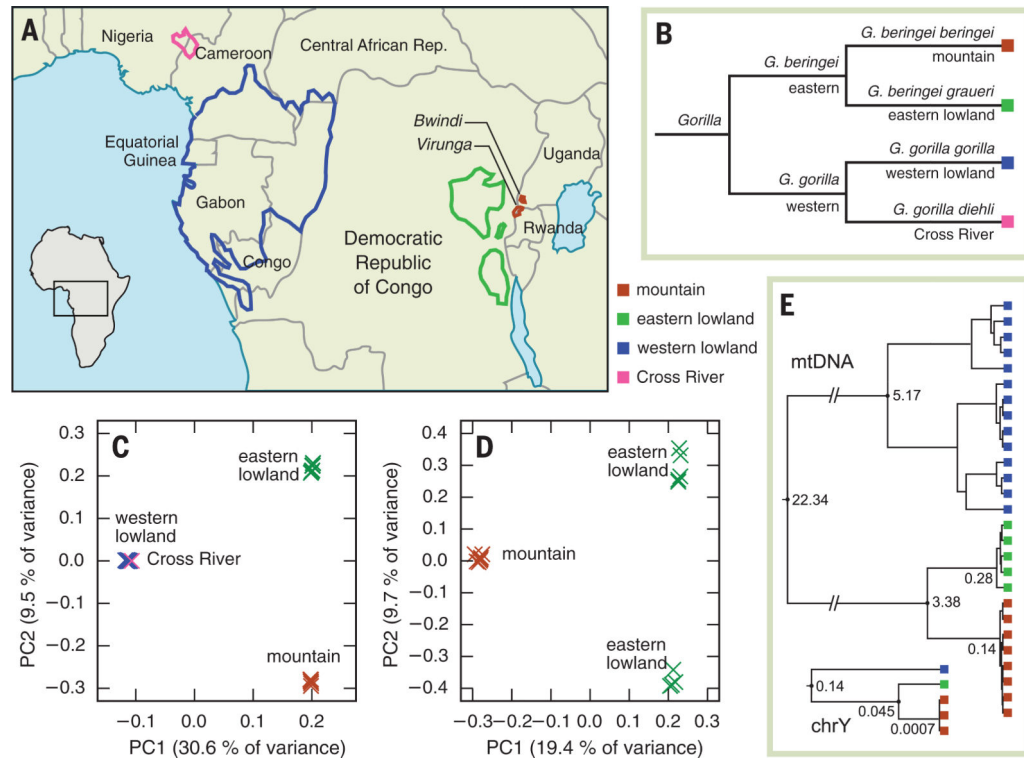 A
Nigeria
Cameroon
Central African Rep.
Equatorial
Guinea
Gabon
Congo
Democratic
Republic
of Congo
Bwindi
Virunga
Uganda
Rwanda
B
Gorilla
G. beringei
eastern
G. gorilla
western
G. beringei beringei
mountain
G. beringei graueri
eastern lowland
G. gorilla gorilla
western lowland
G. gorilla diehli
Cross River
mountain
eastern lowland
western lowland
Cross River
C
PC2 (9.5 % of variance)
0.3
0.2
0.1
0.0
−0.1
−0.2
−0.3
eastern
lowland
western
lowland
Cross River
mountain
−0.1 0.0 0.1 0.2
PC1 (30.6 % of variance)
D
PC2 (9.7 % of variance)
0.4
0.3
0.2
0.1
0.0
−0.1
−0.2
−0.3
−0.4
eastern
lowland
mountain
eastern
lowland
−0.3 −0.2 −0.1 0.0 0.1 0.2 0.3
PC1 (19.4 % of variance)
E
mtDNA
5.17
22.34
0.28
3.38
0.14
0.14
0.045
0.0007
chrY